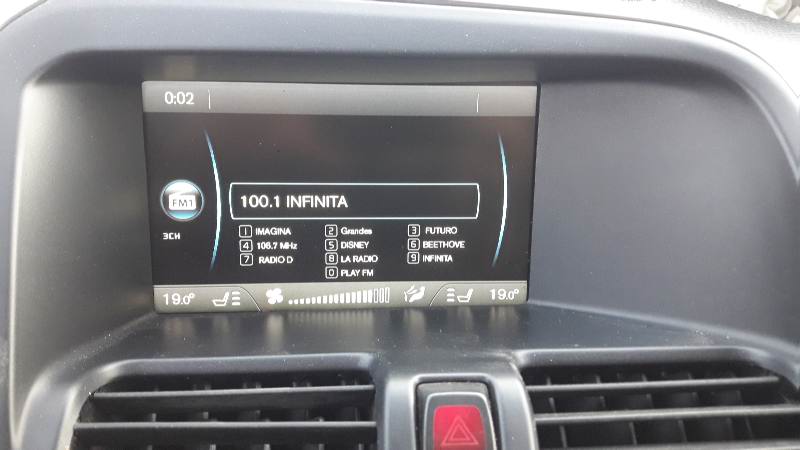 0:02
FM1
100.1 INFINITA
3CH
1 IMAGINA 2 Grandes 3 FUTURO
4 106.7 MHz 5 DISNEY 6 BEETHOVE
7 RADIO D 8 LA RADIO 9 INFINITA
0 PLAY FM
19.0° 19.0°